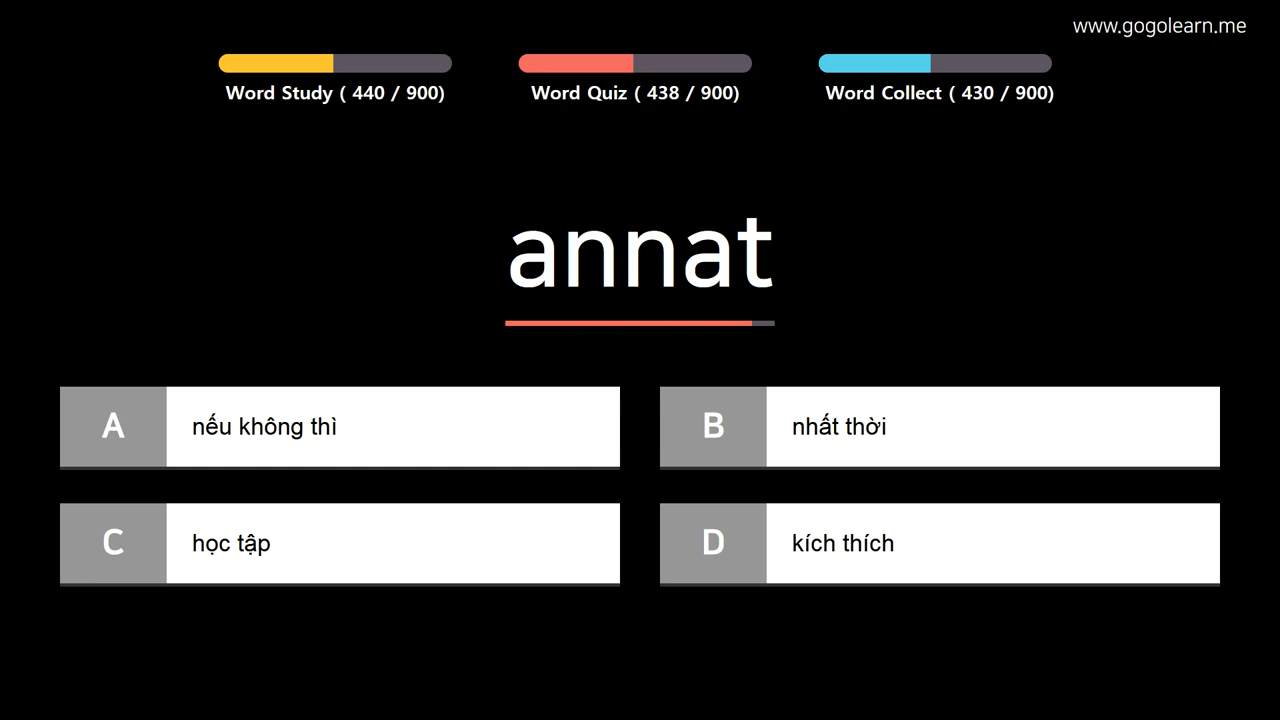 www.gogolearn.me
Word Study ( 440 / 900)
Word Quiz ( 438 / 900)
Word Collect ( 430 / 900)
annat
A
nếu không thì
B
nhất thời
C
học tập
D
kích thích